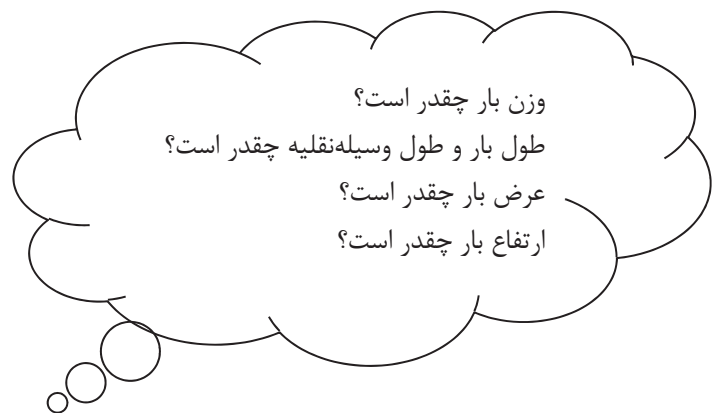 وزن بار چقدر است؟
طول بار و طول وسیله‌نقلیه چقدر است؟
عرض بار چقدر است؟
ارتفاع بار چقدر است؟